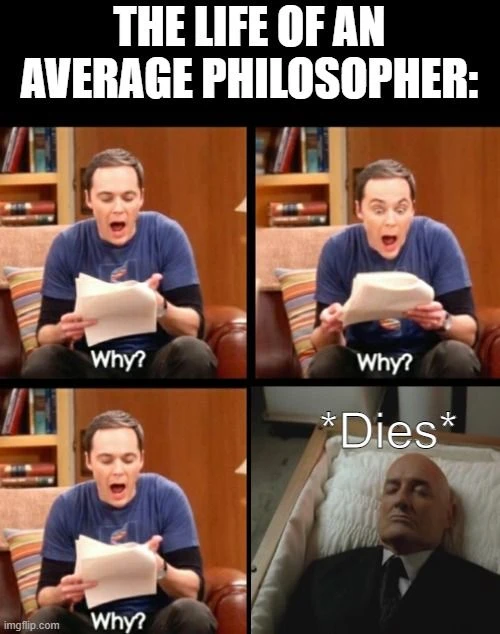 THE LIFE OF AN
AVERAGE PHILOSOPHER:
Why?
Why?
Why?
*Dies*
imgflip.com